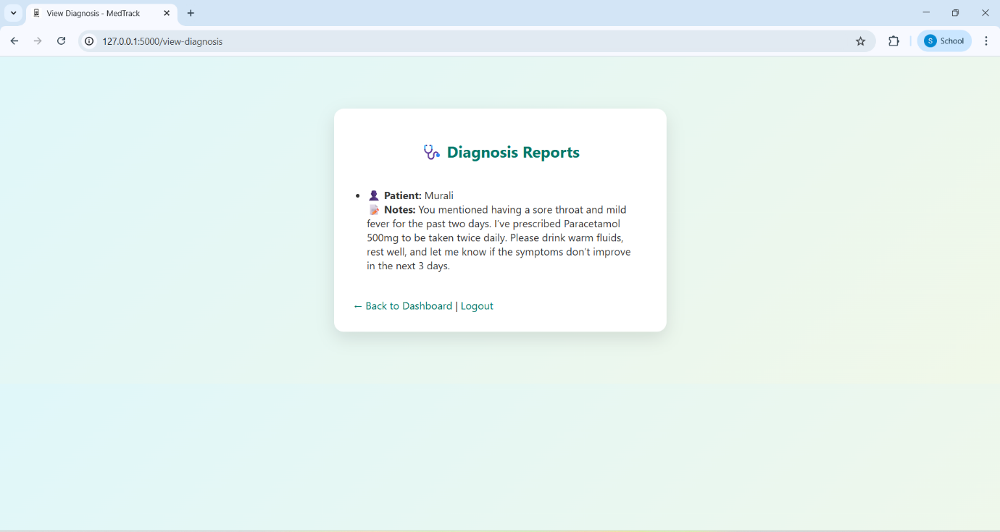 View Diagnosis - MedTrack
127.0.0.1:5000/view-diagnosis
S School
Diagnosis Reports
Patient: Murali
Notes: You mentioned having a sore throat and mild
fever for the past two days. I've prescribed Paracetamol
500mg to be taken twice daily. Please drink warm fluids,
rest well, and let me know if the symptoms don't improve
in the next 3 days.
← Back to Dashboard | Logout